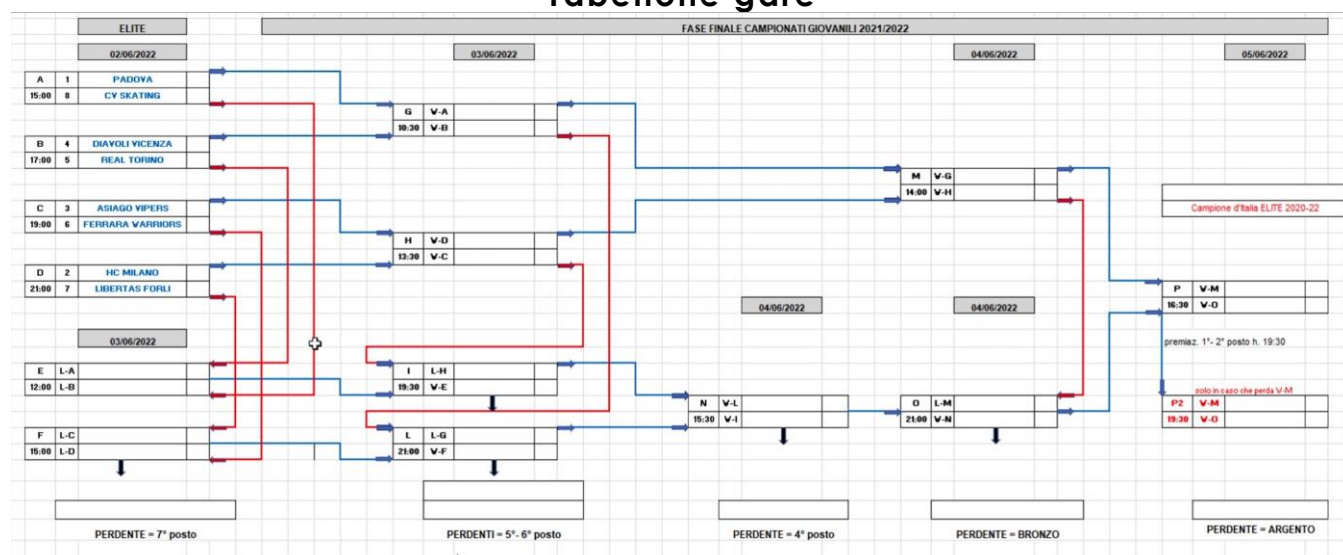 Tabellone gare
ELITE
FASE FINALE CAMPIONATI GIOVANILI 2021/2022
02/06/2022
03/06/2022
04/06/2022
05/06/2022
A 1 PADOVA
15:00 8 CV SKATING
B 4 DIAVOLI VICENZA
17:00 5 REAL TORINO
C 3 ASIAGO VIPERS
19:00 6 FERRARA WARRIORS
D 2 HC MILANO
21:00 7 LIBERTAS FORLI
03/06/2022
E L-A
12:00 L-B
F L-C
15:00 L-D
PERDENTE = 7° posto
G V-A
10:30 V-B
H V-D
13:30 V-C
I L-H
19:30 V-E
L L-G
21:00 V-F
PERDENTI = 5°- 6° posto
04/06/2022
N V-L
15:30 V-I
PERDENTE = 4° posto
M V-G
14:00 V-H
04/06/2022
O L-M
21:00 V-N
PERDENTE = BRONZO
Campione d'Italia ELITE 2020-22
P V-M
16:30 V-O
premiaz. 1°- 2° posto h. 19:30
solo in caso che perda V-M
P2 V-M
19:30 V-O
PERDENTE = ARGENTO